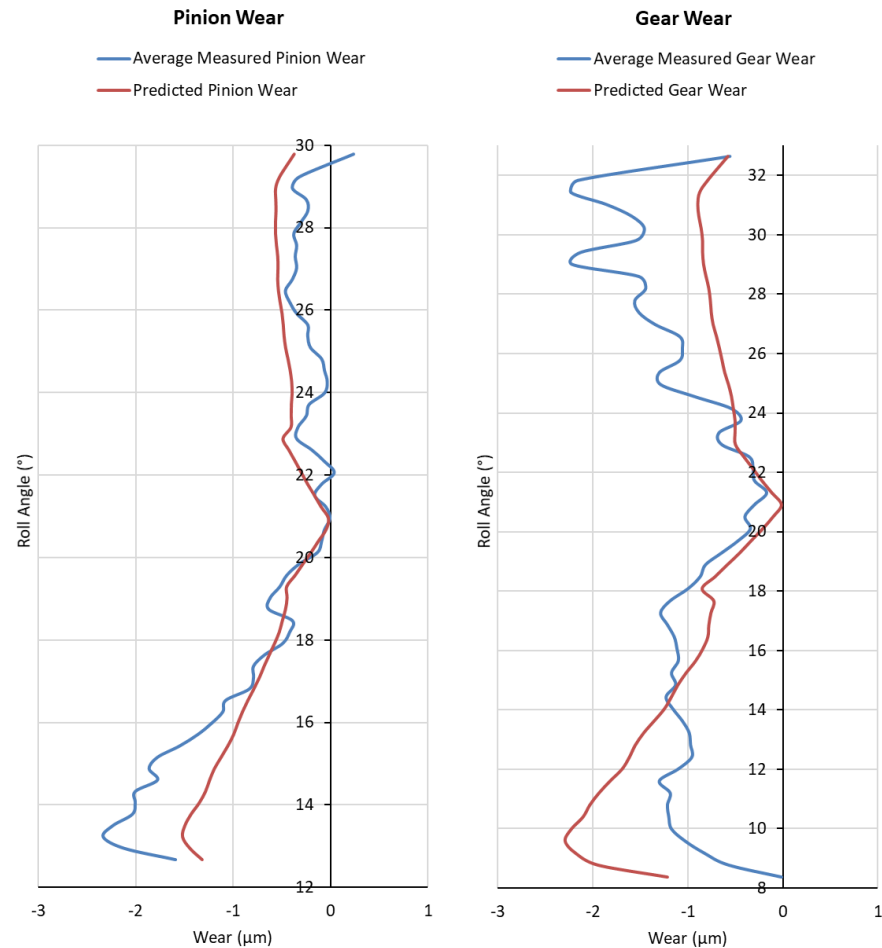 Pinion Wear
Average Measured Pinion Wear
Predicted Pinion Wear
Roll Angle (°)
30
28
26
24
22
20
18
16
14
12
-3 -2 -1 0 1
Wear (µm)
Gear Wear
Average Measured Gear Wear
Predicted Gear Wear
Roll Angle (°)
32
30
28
26
24
22
20
18
16
14
12
10
8
-3 -2 -1 0 1
Wear (µm)